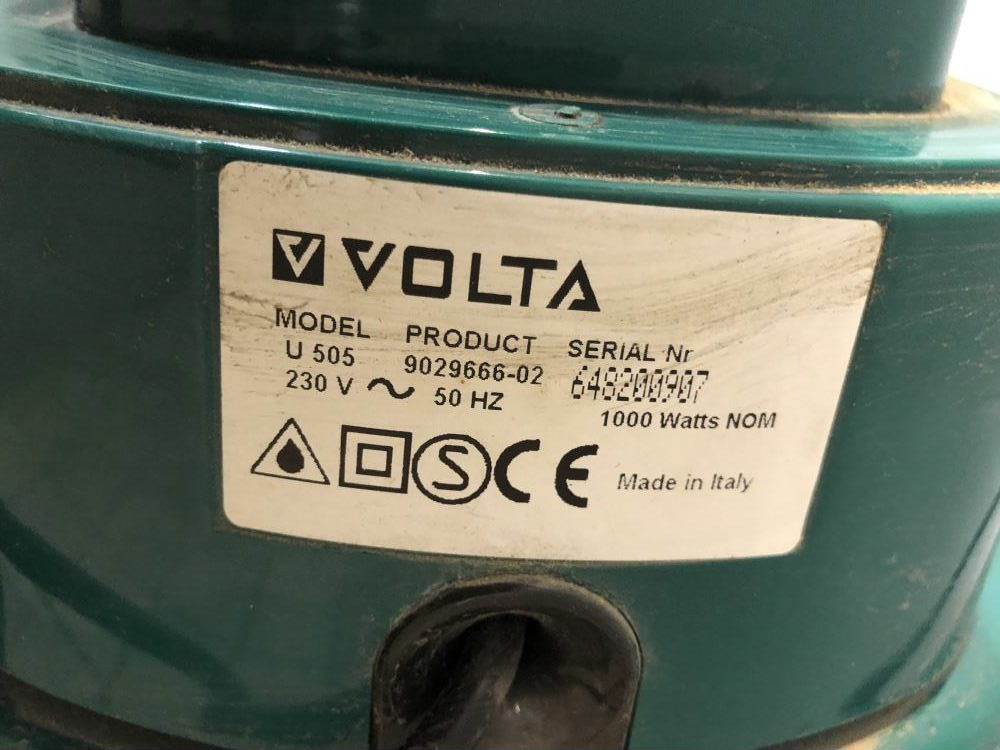 VOLTA
MODEL PRODUCT SERIAL Nr
U 505 9029666-02 648200907
230 V ~ 50 HZ 1000 Watts NOM
S CE Made in Italy